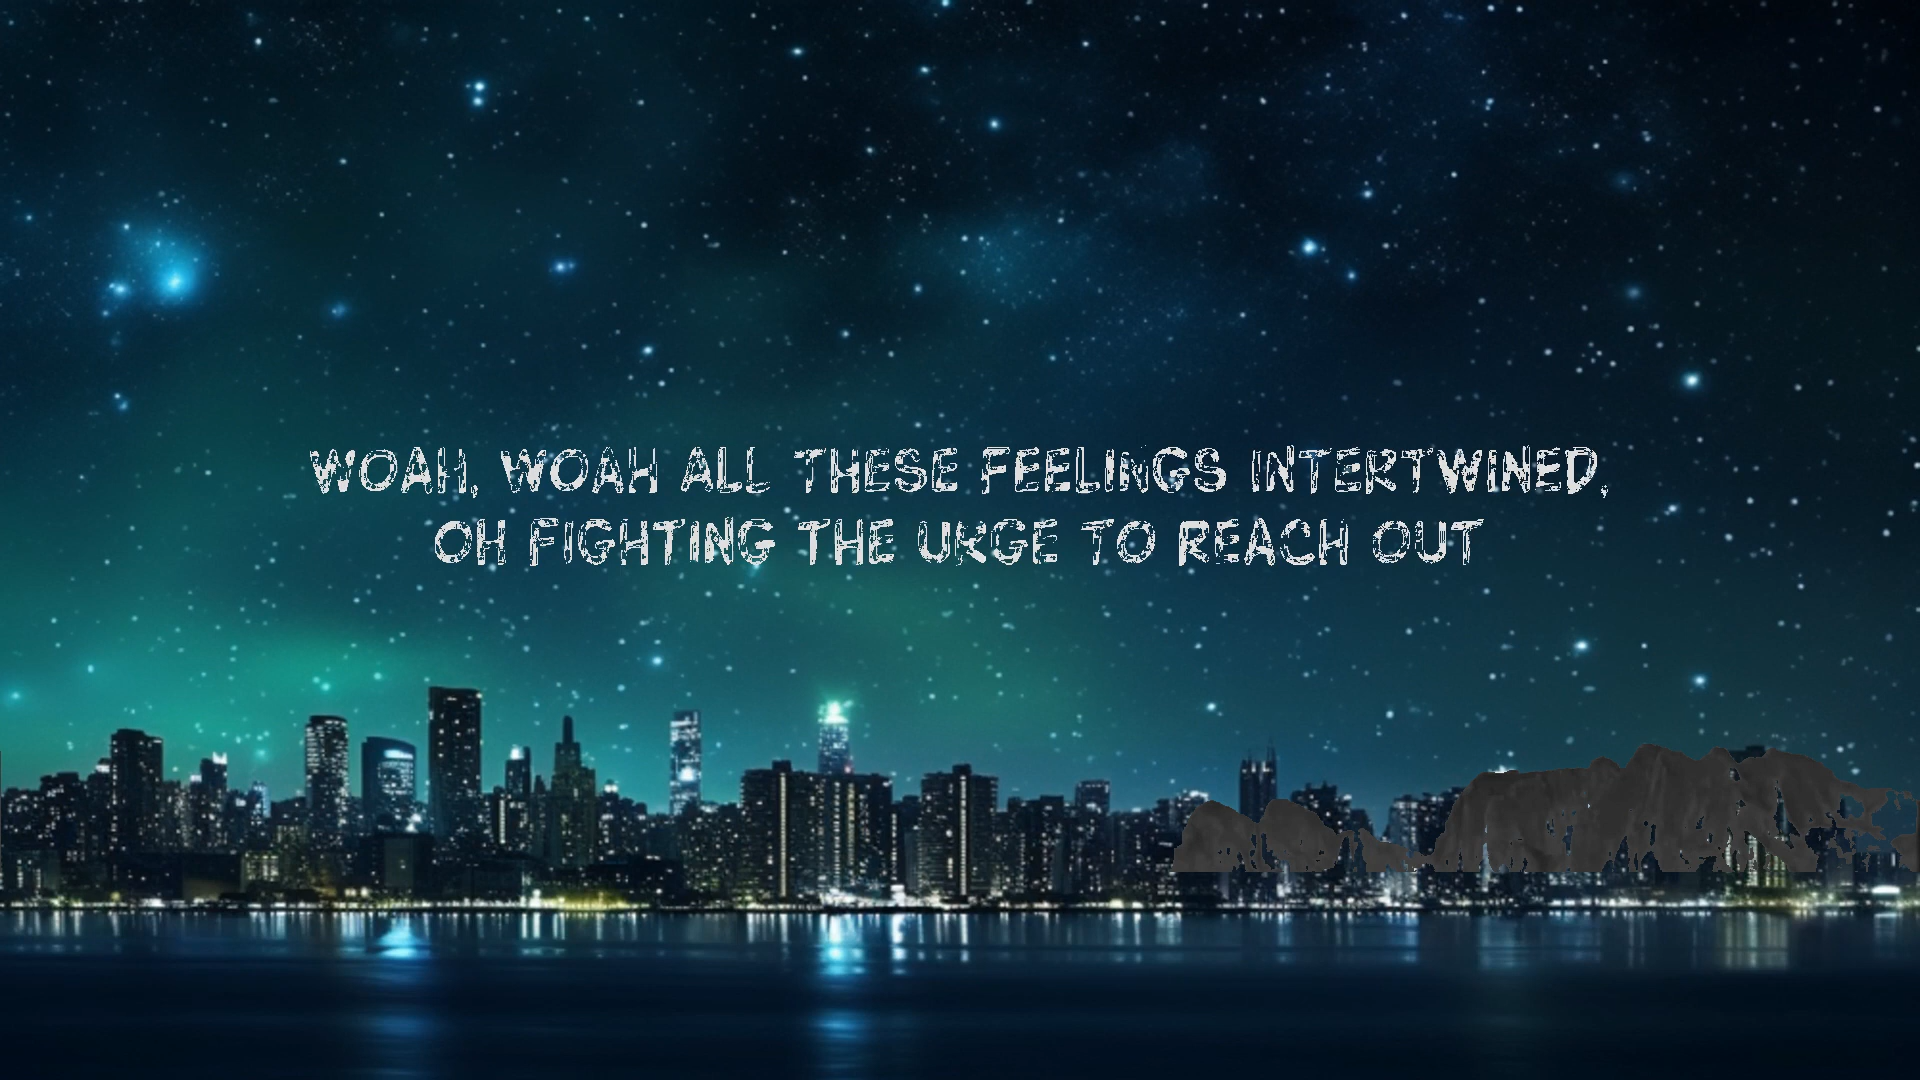 WOAH, WOAH ALL THESE FEELINGS INTERTWINED,
OH FIGHTING THE URGE TO REACH OUT